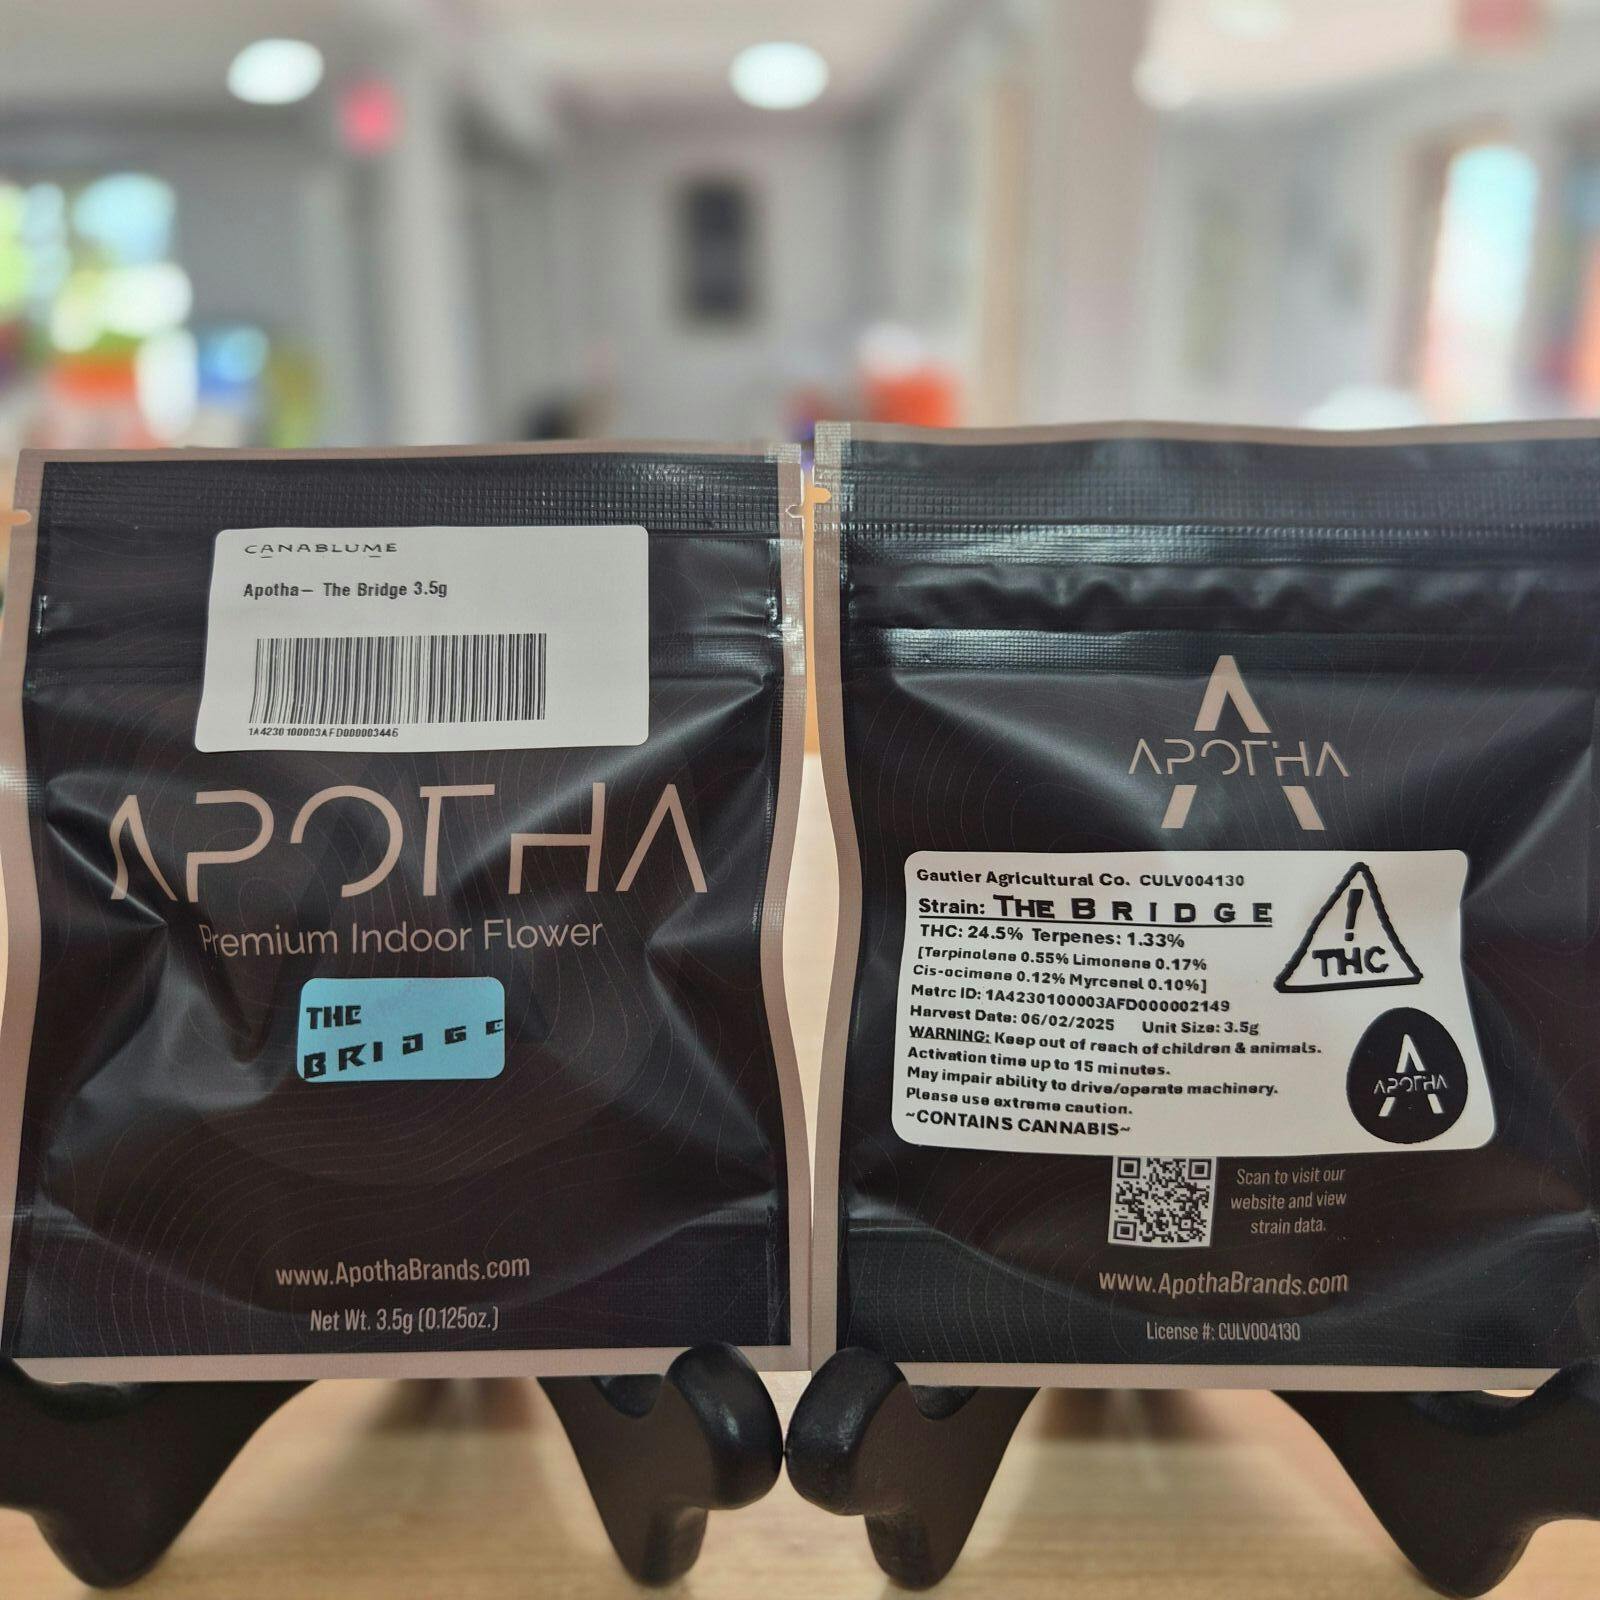 CANABLUME
Apotha— The Bridge 3.5g
1A4230100003AFD000003446
APOTHA
Premium Indoor Flower
THE
BRIDGE
www.ApothaBrands.com
Net Wt. 3.5g (0.125oz.)
APOTHA
Gautier Agricultural Co. CULV004130
Strain: THE BRIDGE
THC: 24.5% Terpenes: 1.33%
[Terpinolene 0.55% Limonene 0.17%
Cis-ocimene 0.12% Myrcenel 0.10%]
Metrc ID: 1A4230100003AFD000002149
Harvest Date: 06/02/2025 Unit Size: 3.5g
WARNING: Keep out of reach of children & animals.
Activation time up to 15 minutes.
May impair ability to drive/operate machinery.
Please use extreme caution.
~CONTAINS CANNABIS~
!
THC
APOTHA
Scan to visit our
website and view
strain data.
www.ApothaBrands.com
License #: CULV004130